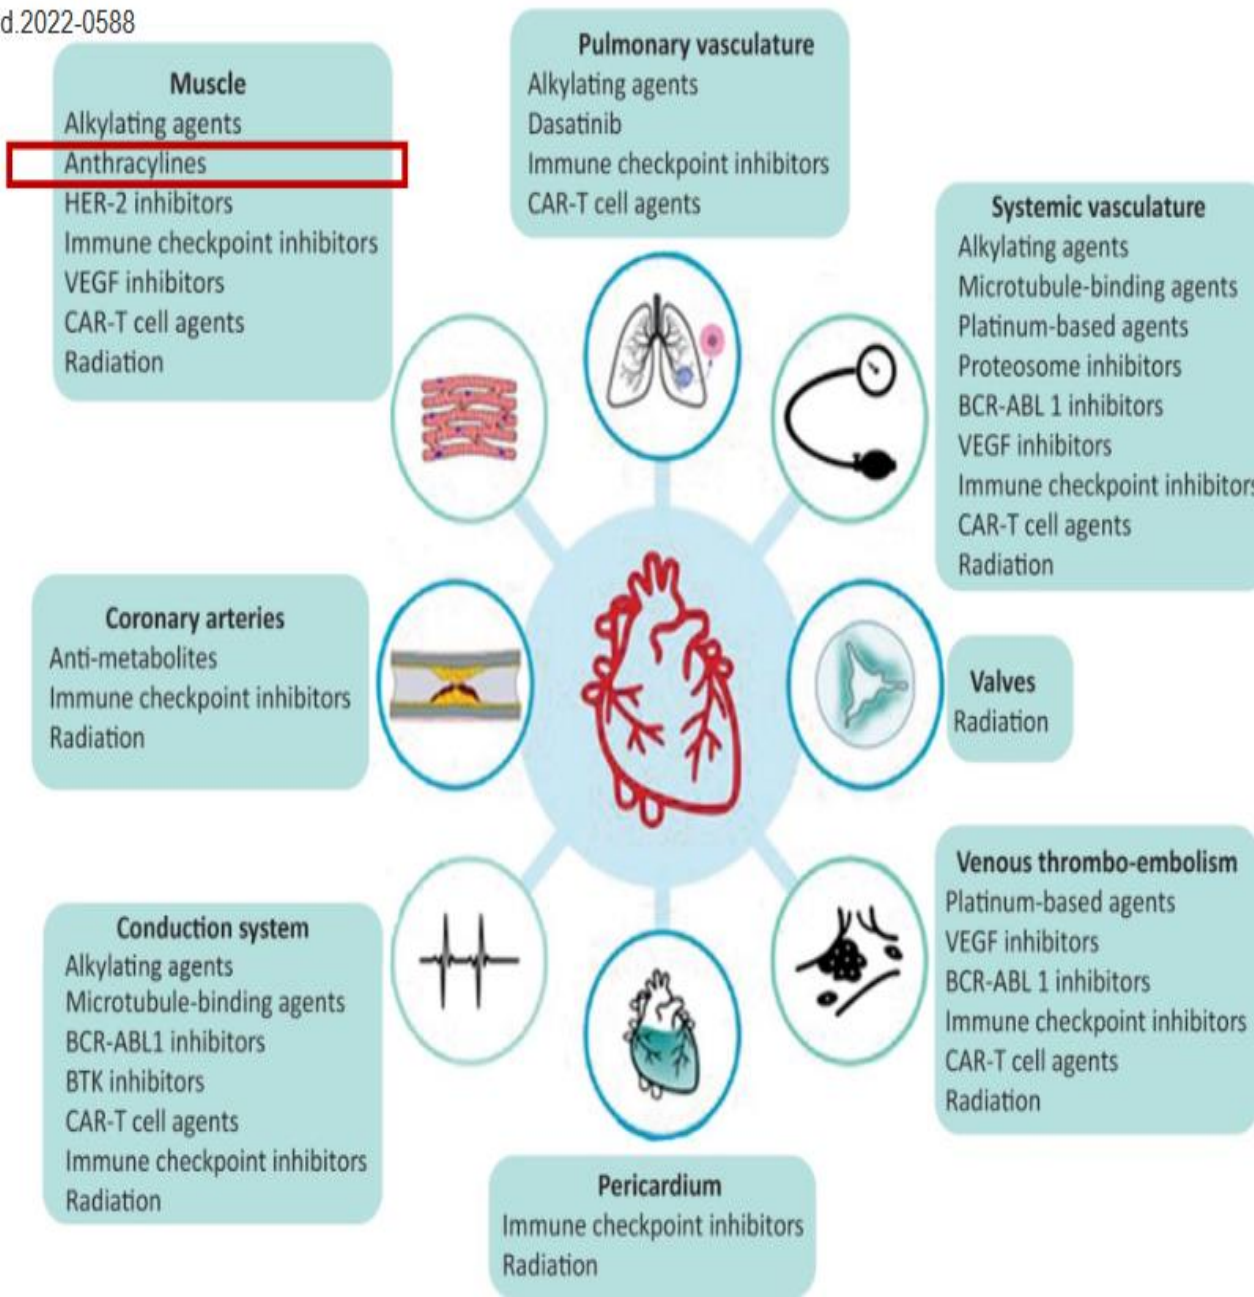 d.2022-0588
Muscle
Alkylating agents
Anthracylines
HER-2 inhibitors
Immune checkpoint inhibitors
VEGF inhibitors
CAR-T cell agents
Radiation
Pulmonary vasculature
Alkylating agents
Dasatinib
Immune checkpoint inhibitors
CAR-T cell agents
Systemic vasculature
Alkylating agents
Microtubule-binding agents
Platinum-based agents
Proteosome inhibitors
BCR-ABL 1 inhibitors
VEGF inhibitors
Immune checkpoint inhibitors
CAR-T cell agents
Radiation
Coronary arteries
Anti-metabolites
Immune checkpoint inhibitors
Radiation
Valves
Radiation
Conduction system
Alkylating agents
Microtubule-binding agents
BCR-ABL1 inhibitors
BTK inhibitors
CAR-T cell agents
Immune checkpoint inhibitors
Radiation
Venous thrombo-embolism
Platinum-based agents
VEGF inhibitors
BCR-ABL 1 inhibitors
Immune checkpoint inhibitors
CAR-T cell agents
Radiation
Pericardium
Immune checkpoint inhibitors
Radiation